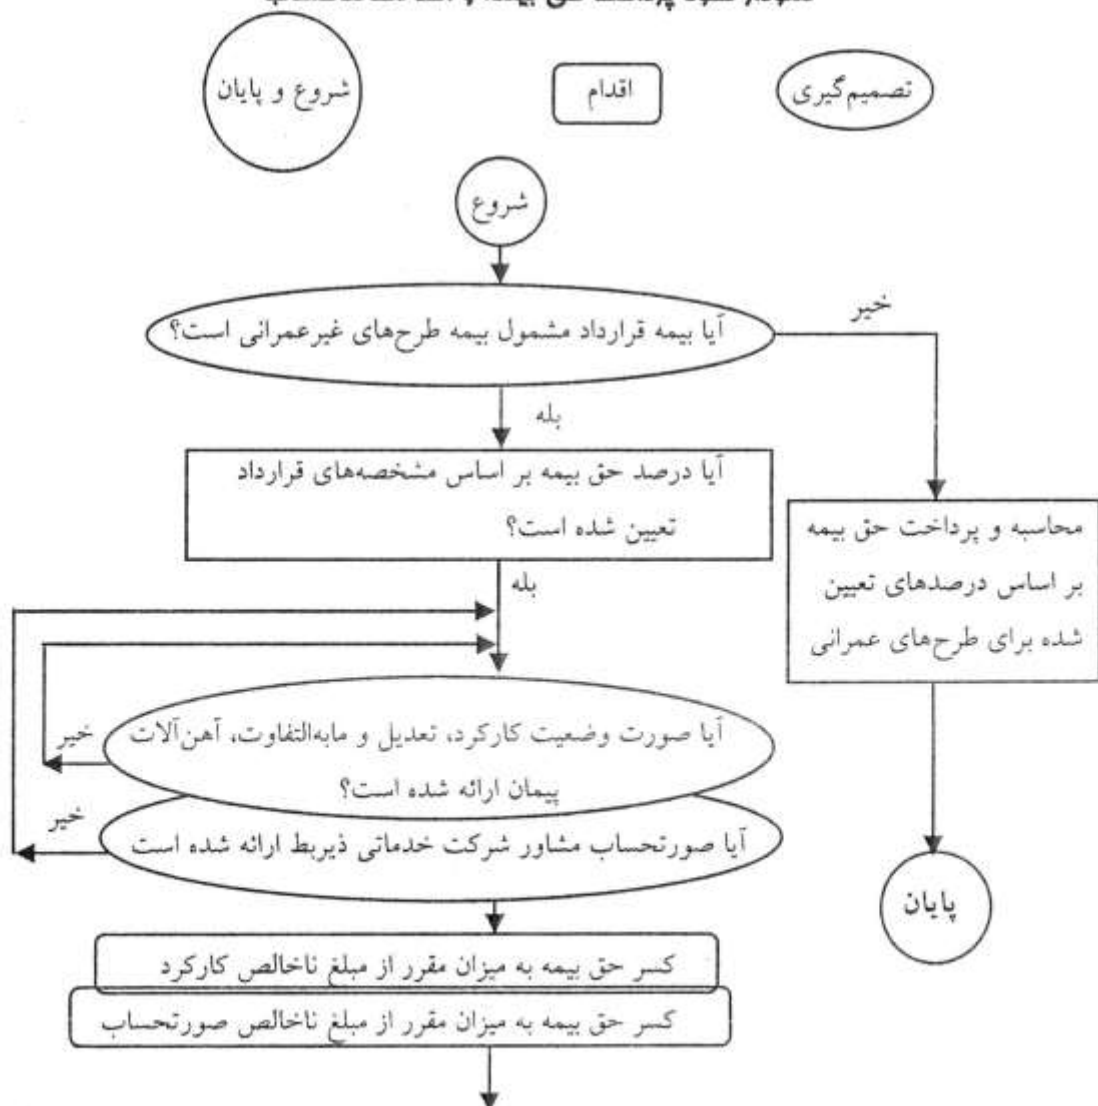 شروع و پایان
اقدام
تصمیم‌گیری
شروع
آیا بیمه قرارداد مشمول بیمه طرح‌های غیرعمرانی است؟
خیر
بله
آیا درصد حق بیمه بر اساس مشخصه‌های قرارداد
تعیین شده است؟
محاسبه و پرداخت حق بیمه
بر اساس درصدهای تعیین
شده برای طرح‌های عمرانی
بله
آیا صورت وضعیت کارکرد، تعدیل و مابه‌التفاوت، آهن‌آلات
پیمان ارائه شده است؟
خیر
آیا صورتحساب مشاور شرکت خدماتی ذیربط ارائه شده است
خیر
پایان
کسر حق بیمه به میزان مقرر از مبلغ ناخالص کارکرد
کسر حق بیمه به میزان مقرر از مبلغ ناخالص صورتحساب